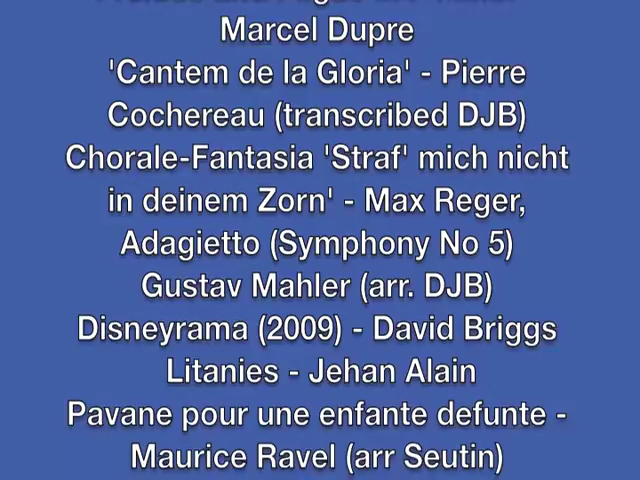 Marcel Dupre
'Cantem de la Gloria' - Pierre
Cochereau (transcribed DJB)
Chorale-Fantasia 'Straf' mich nicht
in deinem Zorn' - Max Reger,
Adagietto (Symphony No 5)
Gustav Mahler (arr. DJB)
Disneyrama (2009) - David Briggs
Litanies - Jehan Alain
Pavane pour une enfante defunte -
Maurice Ravel (arr Seutin)